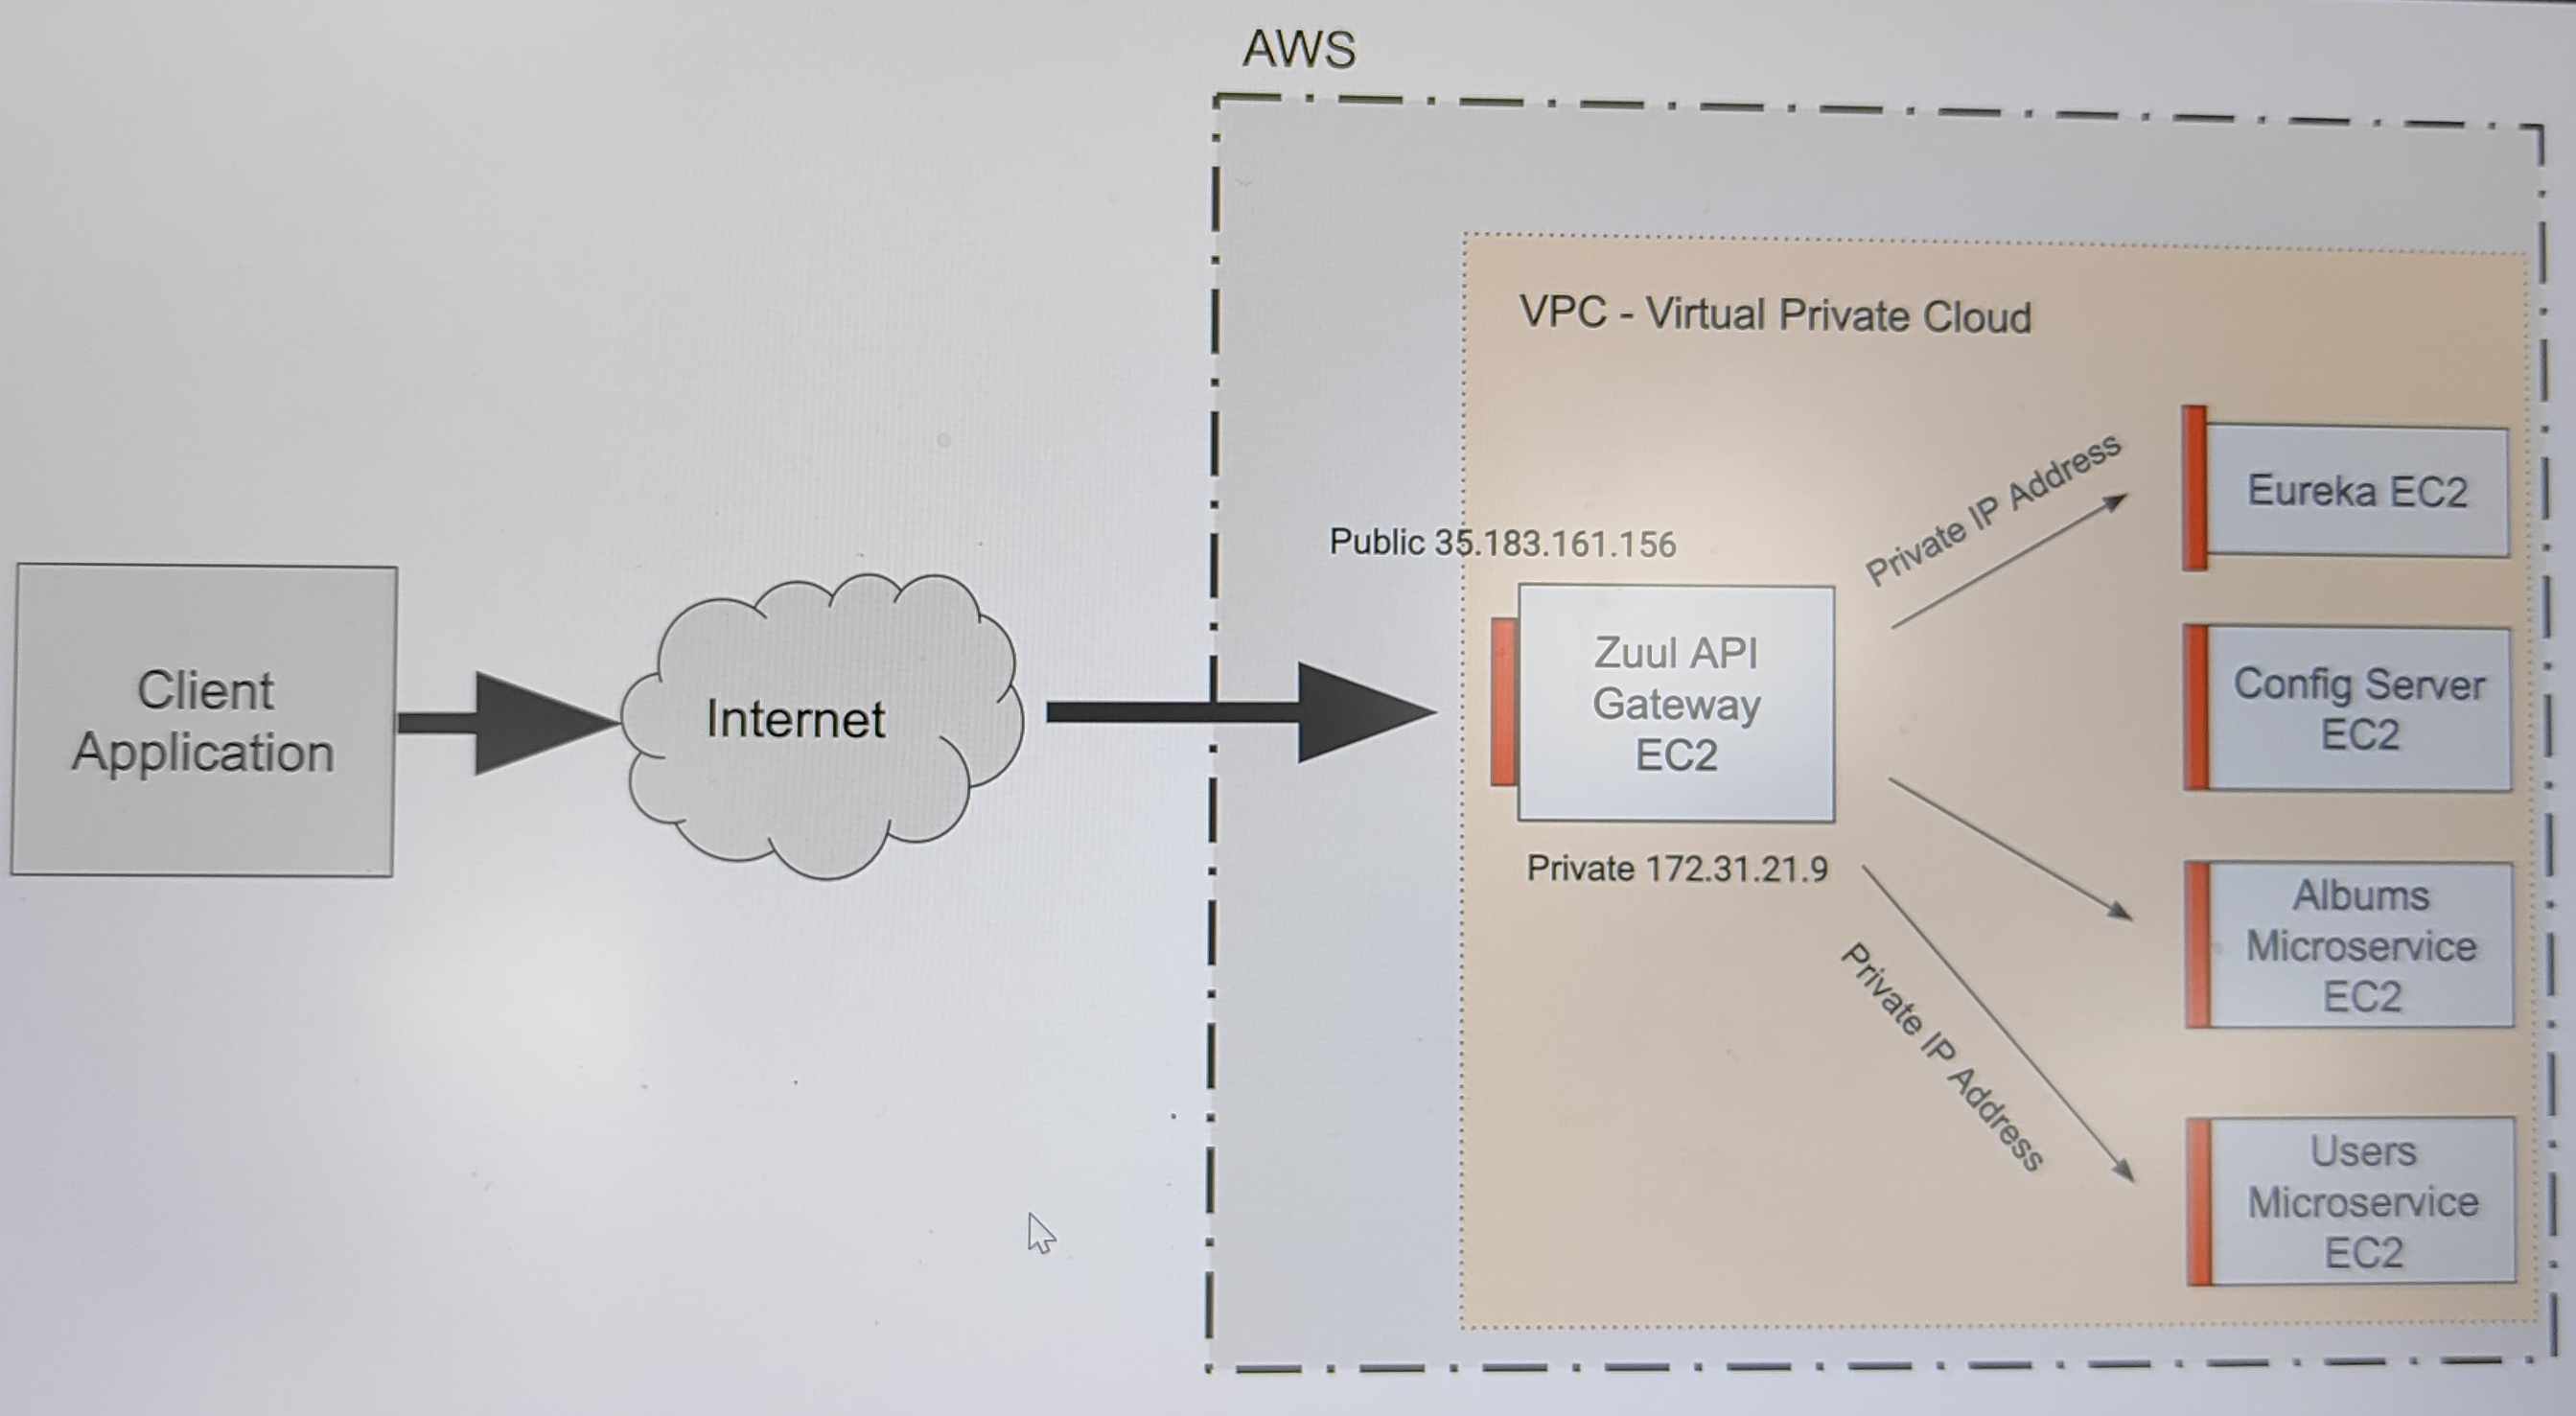 AWS
VPC - Virtual Private Cloud
Client
Application
Internet
Public 35.183.161.156
Zuul API
Gateway
EC2
Private 172.31.21.9
Private IP Address
Private IP Address
Eureka EC2
Config Server
EC2
Albums
Microservice
EC2
Users
Microservice
EC2